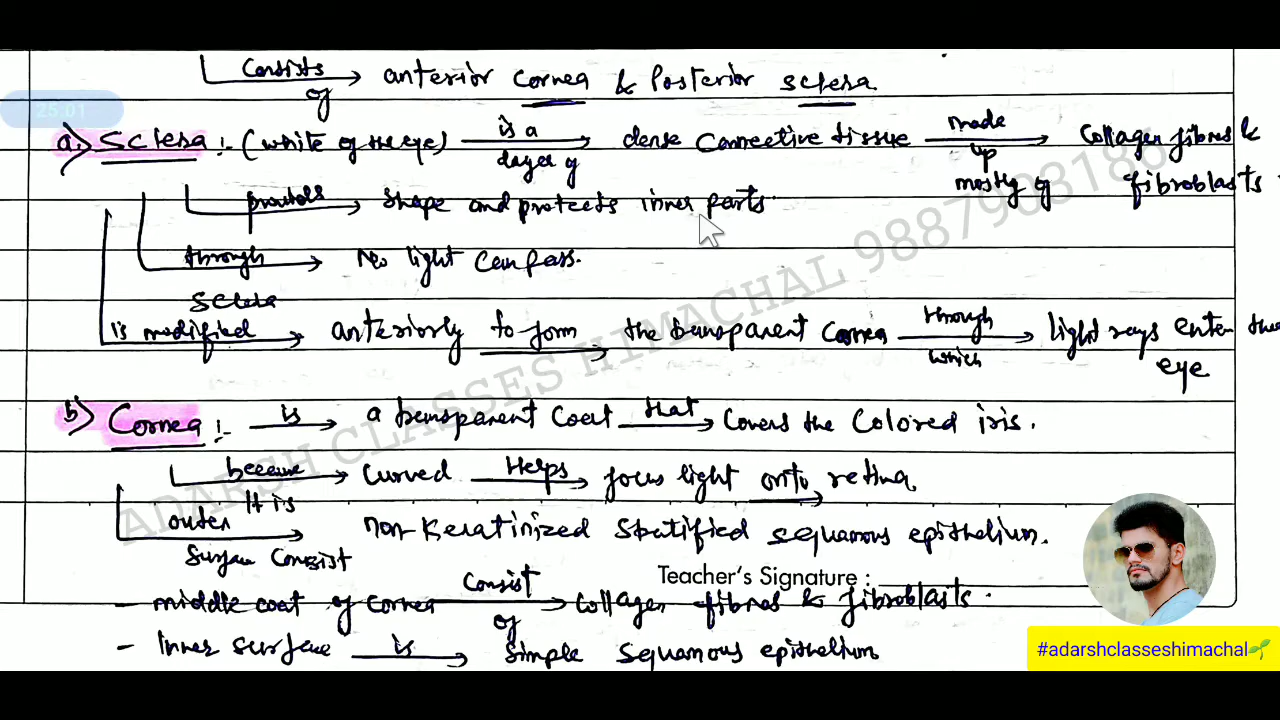 Consists of → anterior Cornea & Posterior sclera.
25:01
a) Sclera :- (white of the eye) is a layer of → dense Connective tissue made up mostly of → Collagen fibres & fibroblasts
provides → shape and protects inner parts.
through sclera → No light can pass.
is modified → anteriorly to form → the transparent Cornea through which → light rays enter the eye
b) Cornea :- is → a transparent Coat that → Covers the Colored iris.
because It is → Curved Helps → focus light onto → retina
outer Surface Consist → non-Keratinized Stratified squamous epithelium.
Teacher's Signature :
- middle coat of Cornea Consist of → Collagen fibres & fibroblasts.
- Inner surface is → Simple squamous epithelium
ADARSH CLASSES HIMACHAL
#adarshclasseshimachal🌱